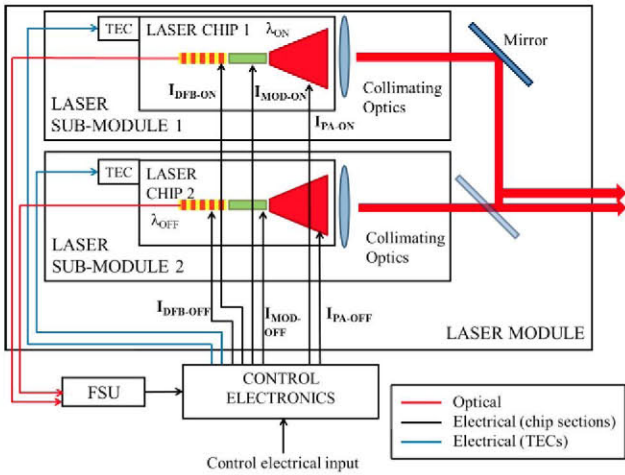 TEC
LASER CHIP 1
λON
IDFB-ON
IMOD-ON
IPA-ON
Collimating
Optics
Mirror
LASER
SUB-MODULE 1
TEC
LASER
CHIP 2
λOFF
Collimating
Optics
LASER
SUB-MODULE 2
IDFB-OFF
IMOD-
OFF
IPA-OFF
LASER MODULE
FSU
CONTROL
ELECTRONICS
Control electrical input
Optical
Electrical (chip sections)
Electrical (TECs)